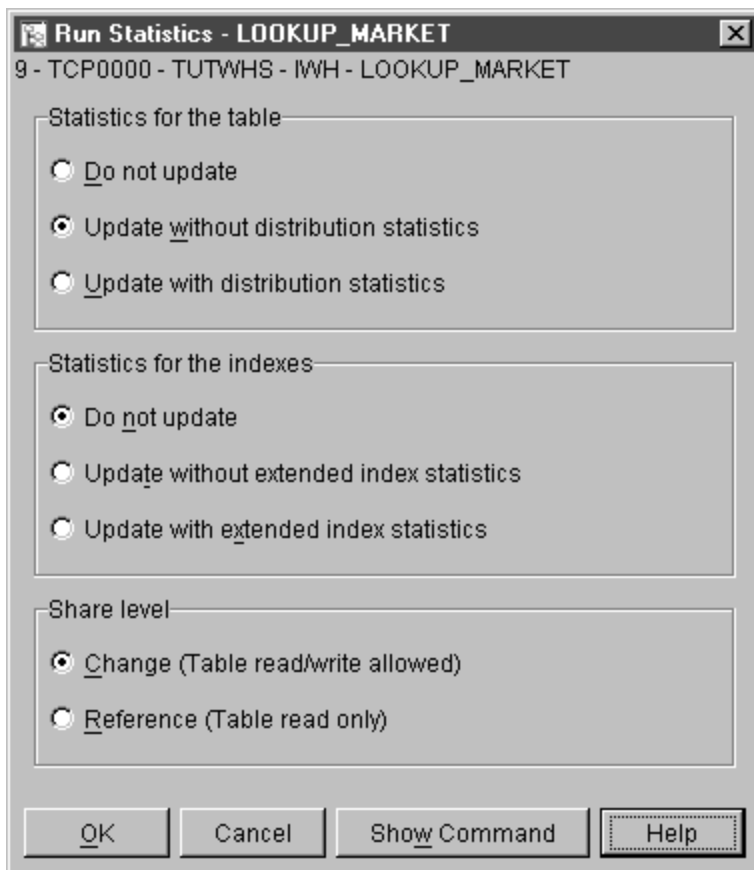 Run Statistics - LOOKUP_MARKET
9 - TCP0000 - TUTWHS - IWH - LOOKUP_MARKET
Statistics for the table
Do not update
Update without distribution statistics
Update with distribution statistics
Statistics for the indexes
Do not update
Update without extended index statistics
Update with extended index statistics
Share level
Change (Table read/write allowed)
Reference (Table read only)
OK Cancel Show Command Help